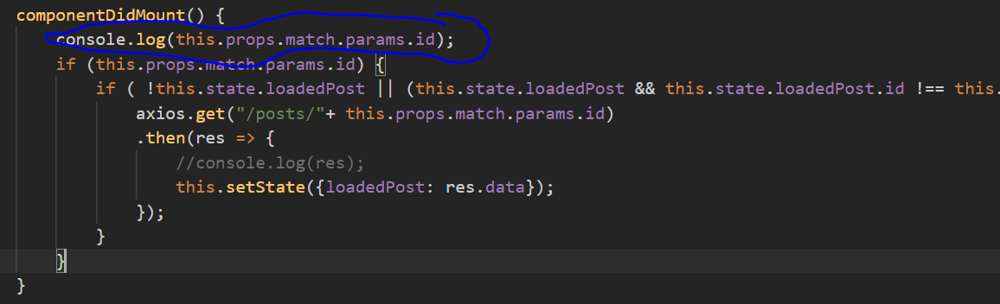 componentDidMount() {
console.log(this.props.match.params.id);
if (this.props.match.params.id) {
if ( !this.state.loadedPost || (this.state.loadedPost && this.state.loadedPost.id !== this.
axios.get("/posts/"+ this.props.match.params.id)
.then(res => {
//console.log(res);
this.setState({loadedPost: res.data});
});
}
}
}